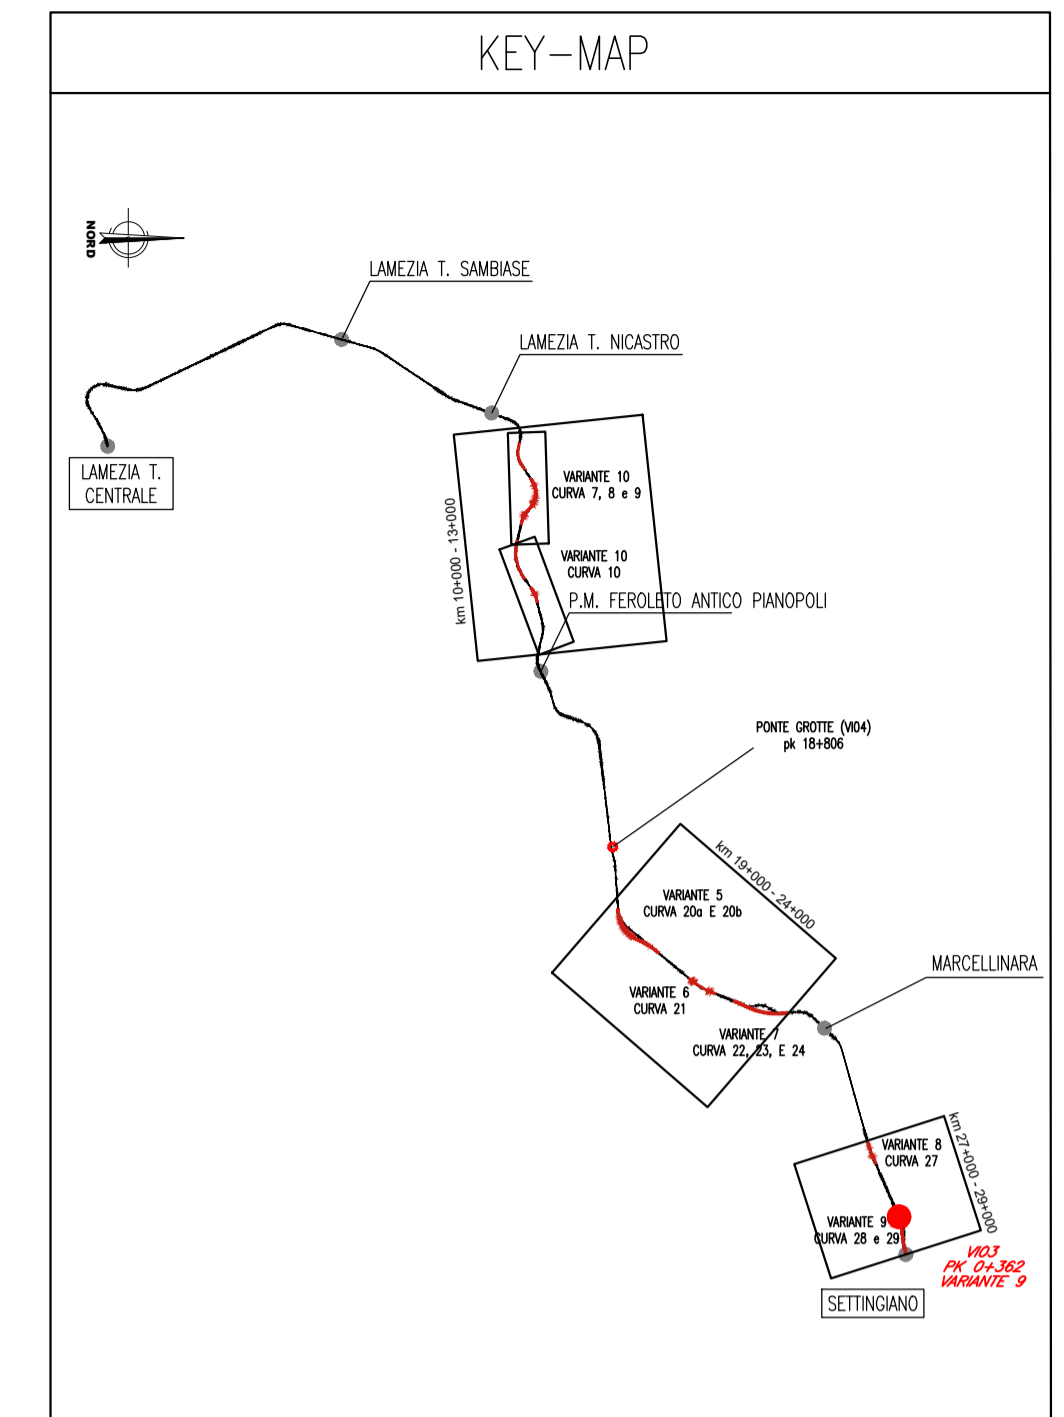 KEY-MAP
NORD
LAMEZIA T. SAMBIASE
LAMEZIA T. NICASTRO
LAMEZIA T.
CENTRALE
km 10+000 - 13+000
VARIANTE 10
CURVA 7, 8 e 9
VARIANTE 10
CURVA 10
P.M. FEROLETO ANTICO PIANOPOLI
PONTE GROTTE (VI04)
pk 18+806
km 19+000 - 24+000
VARIANTE 5
CURVA 20a E 20b
MARCELLINARA
VARIANTE 6
CURVA 21
VARIANTE 7
CURVA 22, 23, E 24
km 27+000 - 29+000
VARIANTE 8
CURVA 27
VARIANTE 9
CURVA 28 e 29
VI03
PK 0+362
VARIANTE 9
SETTINGIANO